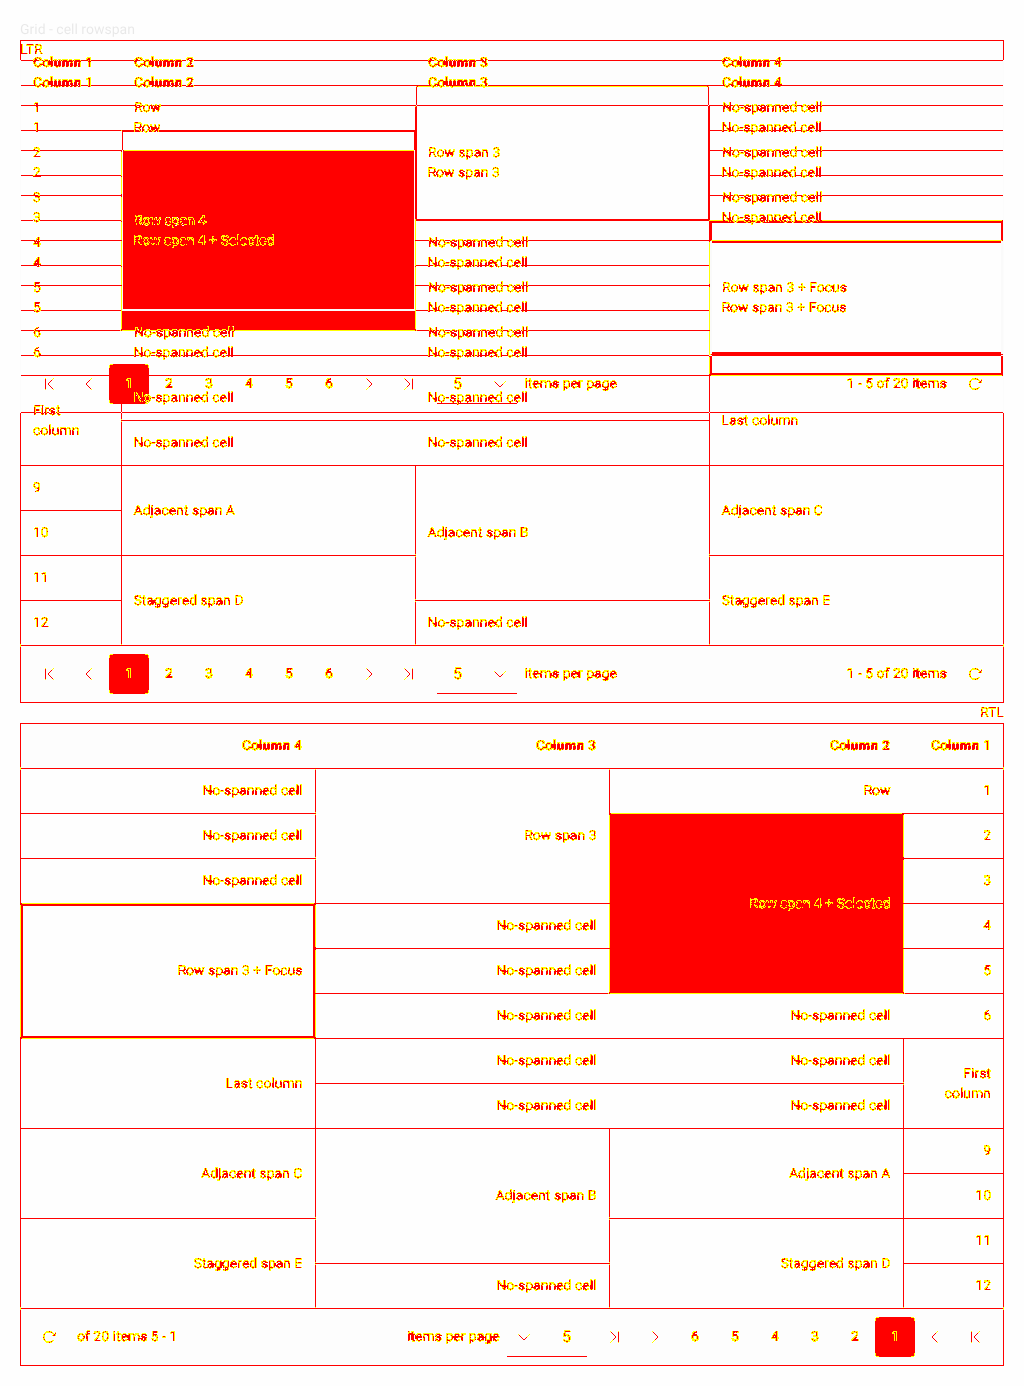 Grid - cell rowspan
LTR
Column 1 Column 2 Column 3 Column 4
Column 1 Column 2 Column 3 Column 4
1 Row No-spanned cell
1 Row No-spanned cell
2 Row span 3 No-spanned cell
2 Row span 3 No-spanned cell
3 No-spanned cell
3 Row span 4 No-spanned cell
4 Row span 4 + Selected No-spanned cell
4 No-spanned cell
5 No-spanned cell Row span 3 + Focus
5 No-spanned cell Row span 3 + Focus
6 No-spanned cell No-spanned cell
6 No-spanned cell No-spanned cell
1 2 3 4 5 6 5 items per page 1 - 5 of 20 items
No-spanned cell No-spanned cell
First column Last column
No-spanned cell No-spanned cell
9
Adjacent span A Adjacent span C
10 Adjacent span B
11
Staggered span D Staggered span E
12 No-spanned cell
1 2 3 4 5 6 5 items per page 1 - 5 of 20 items
RTL
Column 4 Column 3 Column 2 Column 1
No-spanned cell Row 1
No-spanned cell Row span 3 2
No-spanned cell 3
Row span 4 + Selected
No-spanned cell 4
Row span 3 + Focus No-spanned cell 5
No-spanned cell No-spanned cell 6
No-spanned cell No-spanned cell
Last column First column
No-spanned cell No-spanned cell
9
Adjacent span C Adjacent span A
Adjacent span B 10
11
Staggered span E Staggered span D
No-spanned cell 12
of 20 items 5 - 1 items per page 5 6 5 4 3 2 1